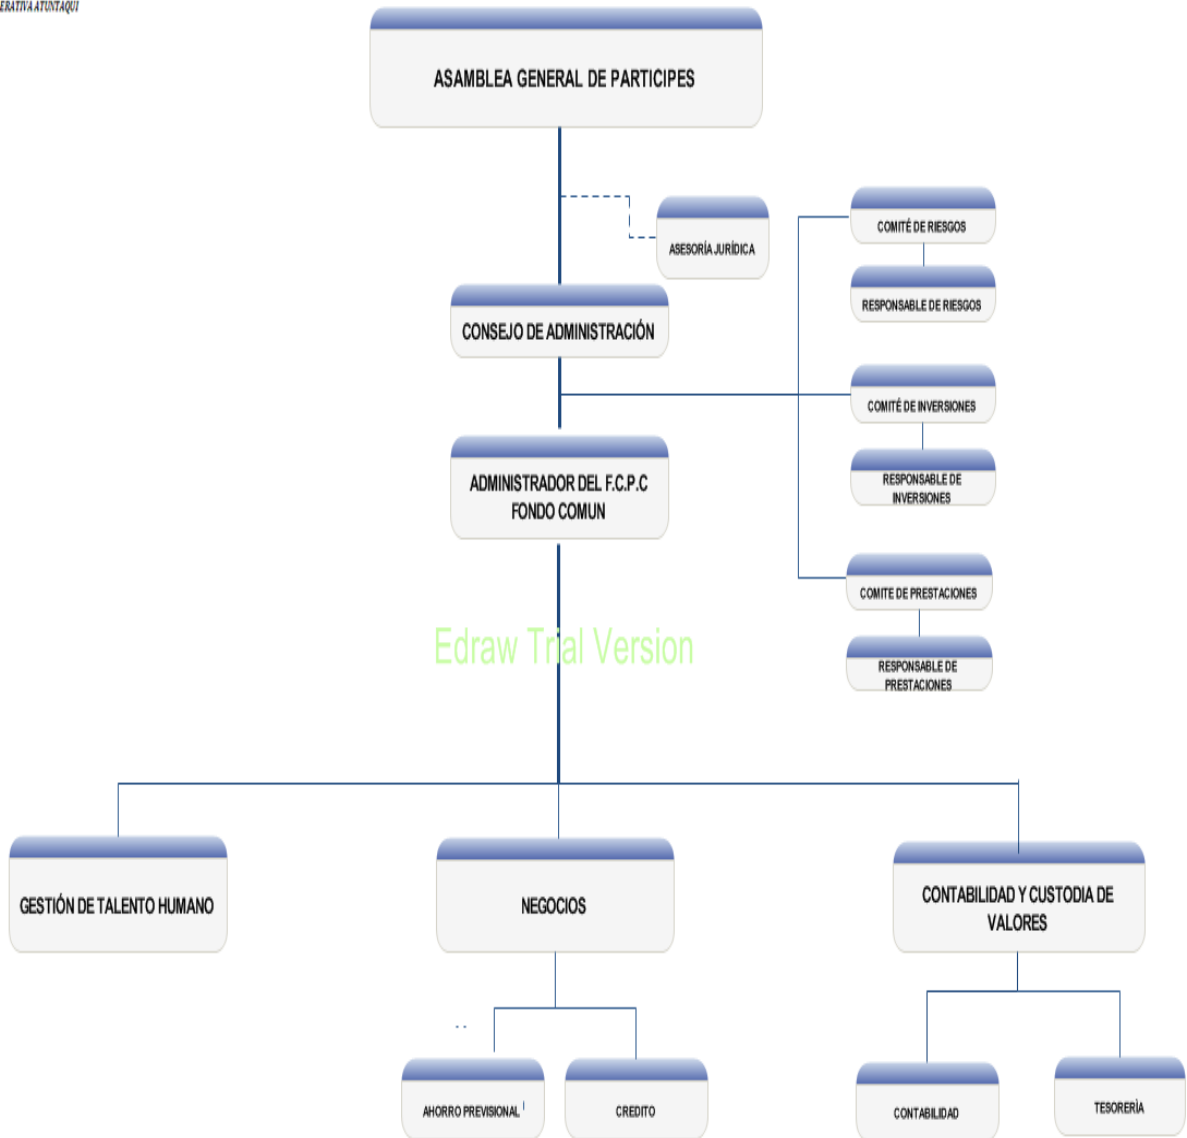 ERATIVA ATUNTAQUI
ASAMBLEA GENERAL DE PARTICIPES
ASESORÍA JURÍDICA
COMITÉ DE RIESGOS
RESPONSABLE DE RIESGOS
CONSEJO DE ADMINISTRACIÓN
COMITÉ DE INVERSIONES
RESPONSABLE DE
INVERSIONES
ADMINISTRADOR DEL F.C.P.C
FONDO COMUN
COMITE DE PRESTACIONES
RESPONSABLE DE
PRESTACIONES
Edraw Trial Version
GESTIÓN DE TALENTO HUMANO
NEGOCIOS
CONTABILIDAD Y CUSTODIA DE
VALORES
AHORRO PREVISIONAL
CREDITO
CONTABILIDAD
TESORERÌA